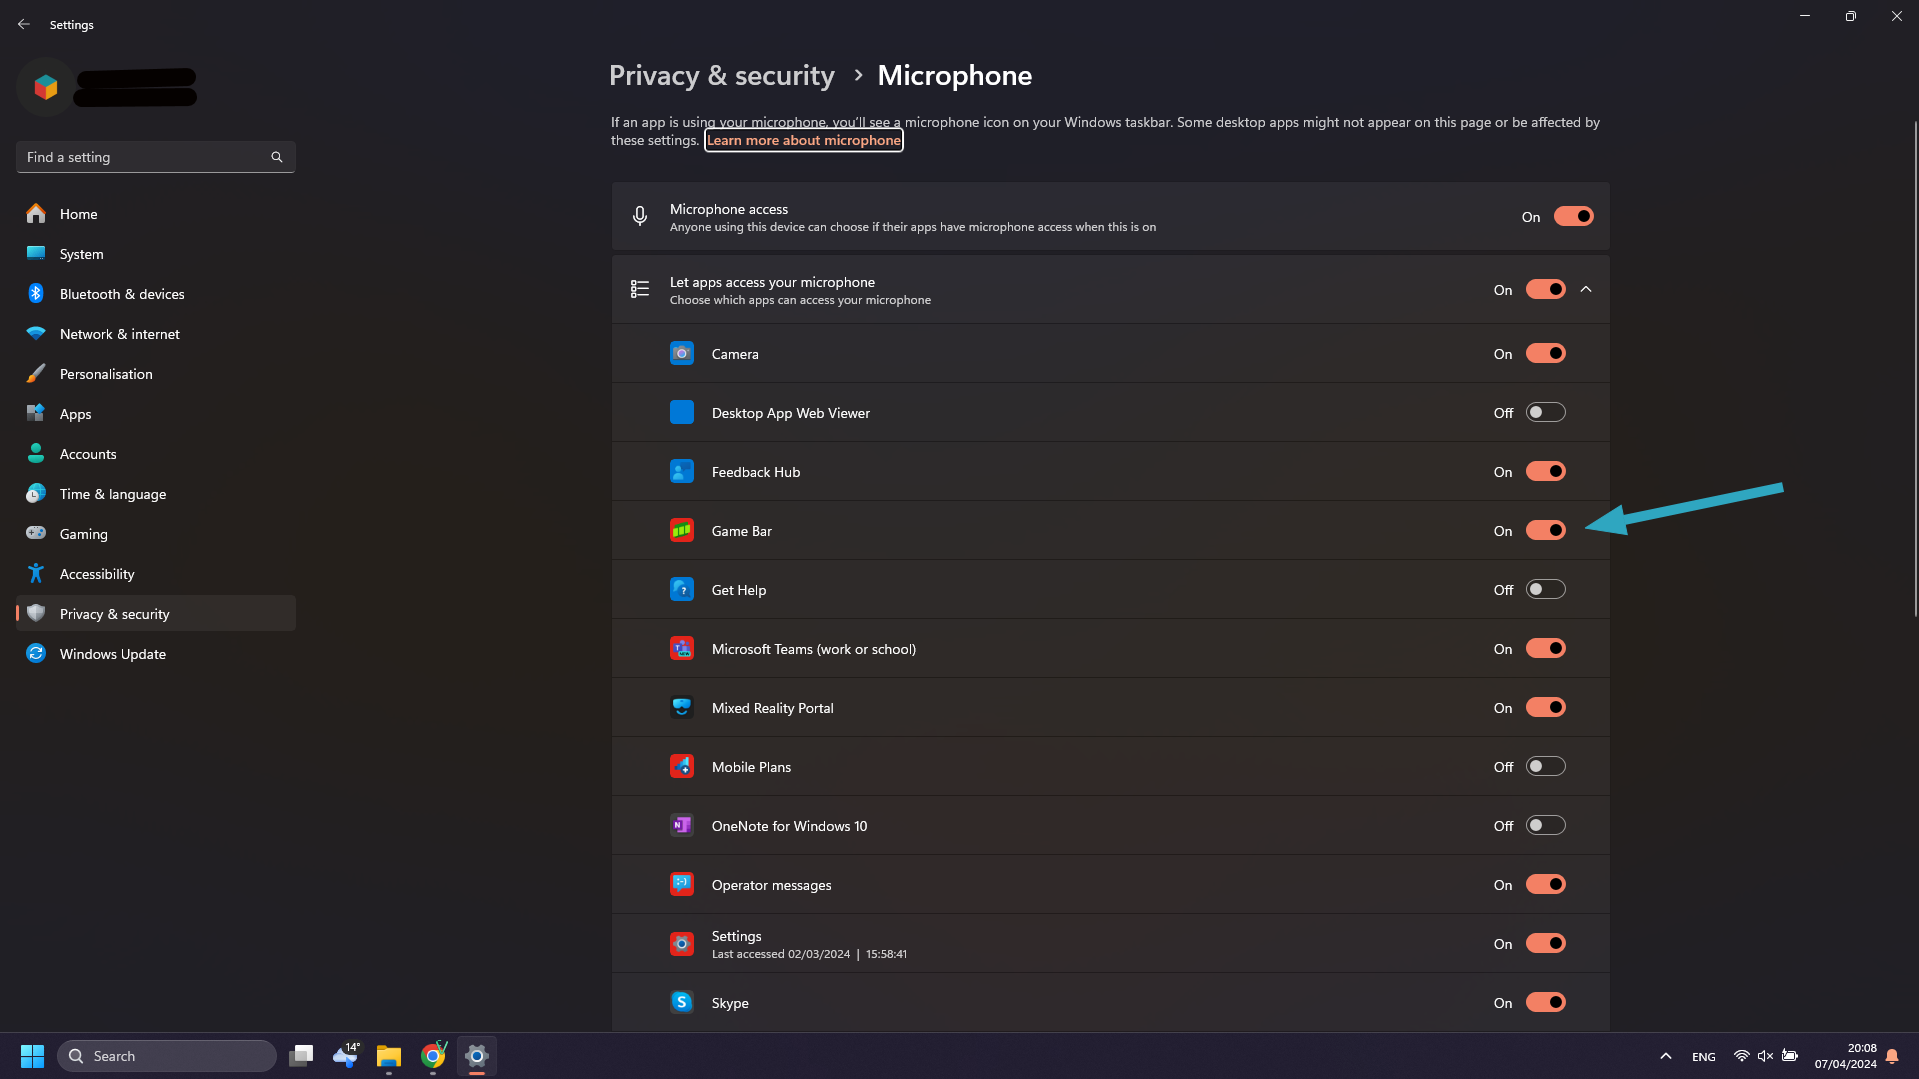 Settings
Find a setting
Home
System
Bluetooth & devices
Network & internet
Personalisation
Apps
Accounts
Time & language
Gaming
Accessibility
Privacy & security
Windows Update
Privacy & security › Microphone
If an app is using your microphone, you'll see a microphone icon on your Windows taskbar. Some desktop apps might not appear on this page or be affected by
these settings. Learn more about microphone
Microphone access
Anyone using this device can choose if their apps have microphone access when this is on
On
Let apps access your microphone
Choose which apps can access your microphone
On
Camera On
Desktop App Web Viewer Off
Feedback Hub On
Game Bar On
Get Help Off
Microsoft Teams (work or school) On
Mixed Reality Portal On
Mobile Plans Off
OneNote for Windows 10 Off
Operator messages On
Settings
Last accessed 02/03/2024 | 15:58:41
On
Skype On
Search
14°
ENG
20:08
07/04/2024